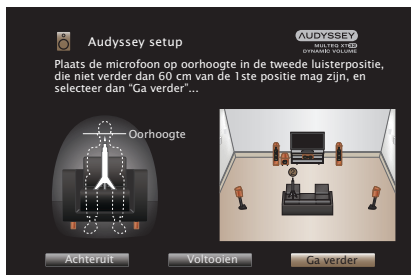 Audyssey setup
AUDYSSEY
MULTEQ XT32
DYNAMIC VOLUME
Plaats de microfoon op oorhoogte in de tweede luisterpositie,
die niet verder dan 60 cm van de 1ste positie mag zijn, en
selecteer dan “Ga verder”...
Oorhoogte
Achteruit
Voltooien
Ga verder